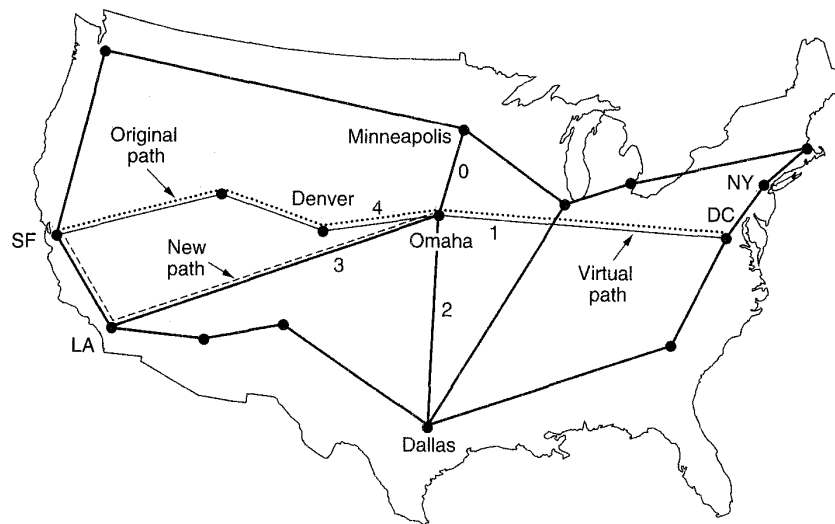 Minneapolis
Original
path
0
NY
Denver
4
DC
SF
Omaha
1
New
path
3
Virtual
path
2
LA
Dallas